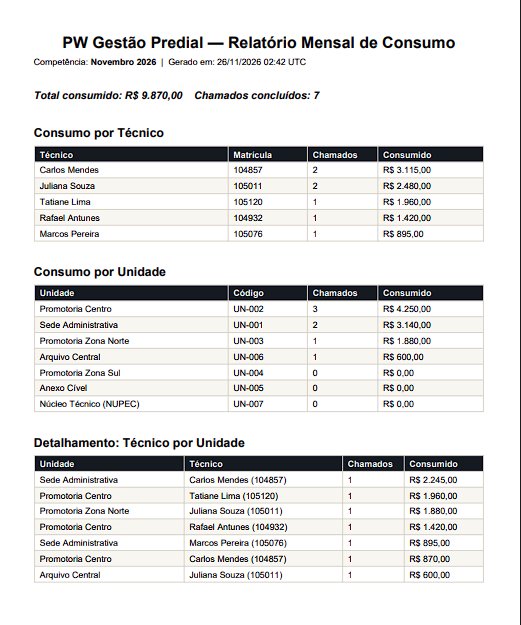 PW Gestão Predial — Relatório Mensal de Consumo
Competência: Novembro 2026 | Gerado em: 26/11/2026 02:42 UTC
Total consumido: R$ 9.870,00 Chamados concluídos: 7
Consumo por Técnico
Técnico Matrícula Chamados Consumido
Carlos Mendes 104857 2 R$ 3.115,00
Juliana Souza 105011 2 R$ 2.480,00
Tatiane Lima 105120 1 R$ 1.960,00
Rafael Antunes 104932 1 R$ 1.420,00
Marcos Pereira 105076 1 R$ 895,00
Consumo por Unidade
Unidade Código Chamados Consumido
Promotoria Centro UN-002 3 R$ 4.250,00
Sede Administrativa UN-001 2 R$ 3.140,00
Promotoria Zona Norte UN-003 1 R$ 1.880,00
Arquivo Central UN-006 1 R$ 600,00
Promotoria Zona Sul UN-004 0 R$ 0,00
Anexo Cível UN-005 0 R$ 0,00
Núcleo Técnico (NUPEC) UN-007 0 R$ 0,00
Detalhamento: Técnico por Unidade
Unidade Técnico Chamados Consumido
Sede Administrativa Carlos Mendes (104857) 1 R$ 2.245,00
Promotoria Centro Tatiane Lima (105120) 1 R$ 1.960,00
Promotoria Zona Norte Juliana Souza (105011) 1 R$ 1.880,00
Promotoria Centro Rafael Antunes (104932) 1 R$ 1.420,00
Sede Administrativa Marcos Pereira (105076) 1 R$ 895,00
Promotoria Centro Carlos Mendes (104857) 1 R$ 870,00
Arquivo Central Juliana Souza (105011) 1 R$ 600,00